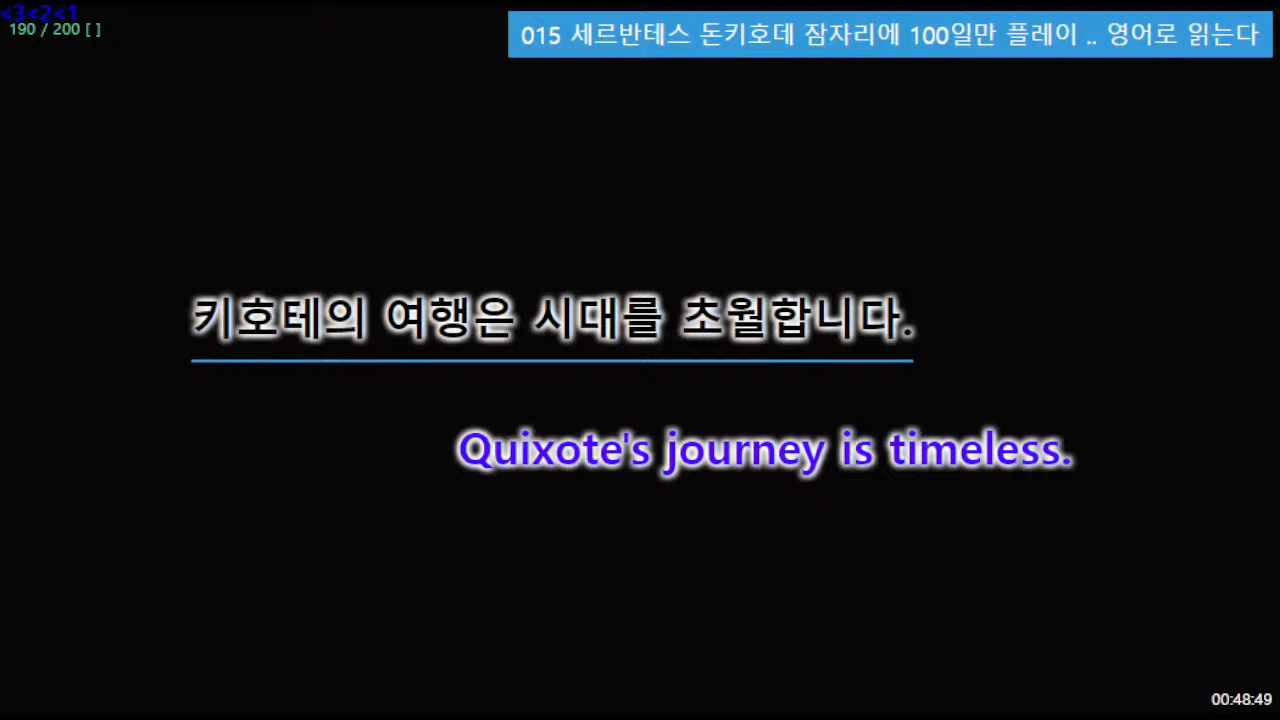 <3<2<1
190 / 200 [ ]
015 세르반테스 돈키호데 잠자리에 100일만 플레이 .. 영어로 읽는다
키호테의 여행은 시대를 초월합니다.
Quixote's journey is timeless.
00:48:49